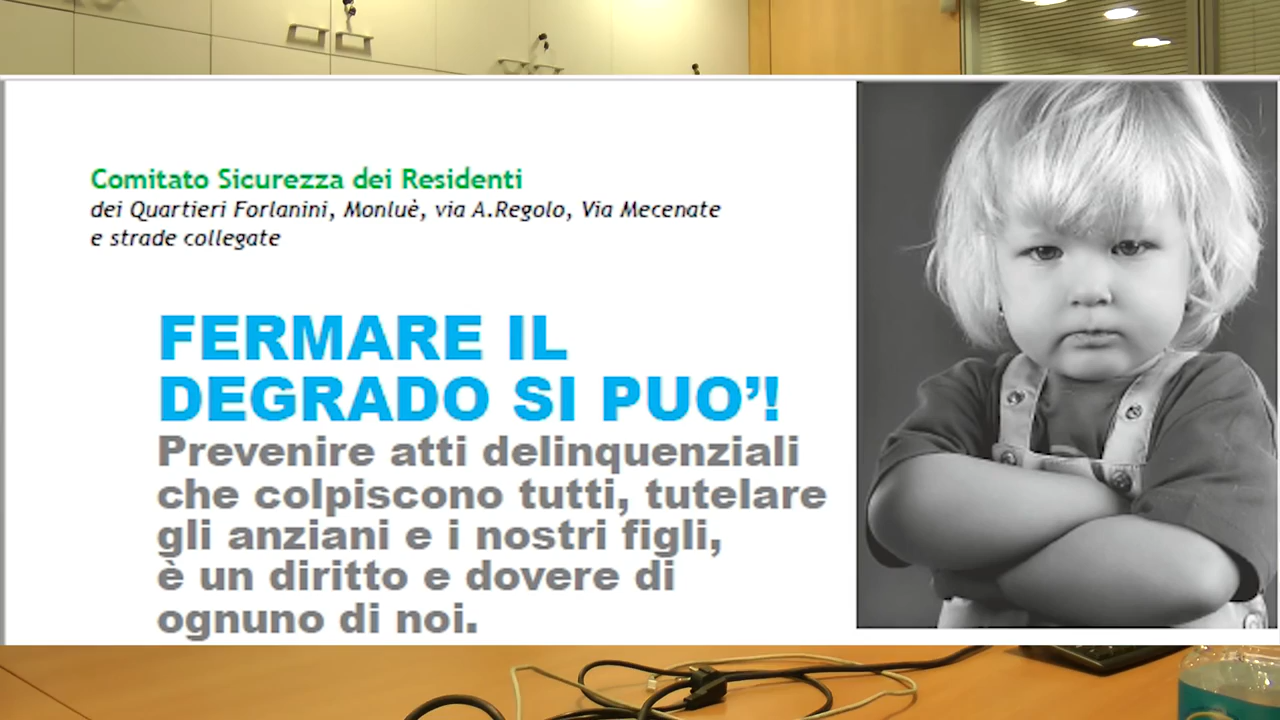 Comitato Sicurezza dei Residenti
dei Quartieri Forlanini, Monluè, via A.Regolo, Via Mecenate
e strade collegate
FERMARE IL
DEGRADO SI PUO’!
Prevenire atti delinquenziali
che colpiscono tutti, tutelare
gli anziani e i nostri figli,
è un diritto e dovere di
ognuno di noi.